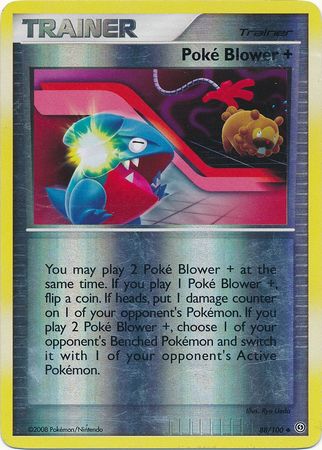 TRAINER
Trainer
Poké Blower +
You may play 2 Poké Blower + at the
same time. If you play 1 Poké Blower +,
flip a coin. If heads, put 1 damage counter
on 1 of your opponent's Pokémon. If you
play 2 Poké Blower +, choose 1 of your
opponent's Benched Pokémon and switch
it with 1 of your opponent's Active
Pokémon.
Illus. Ryo Ueda
©2008 Pokémon/Nintendo
88/100